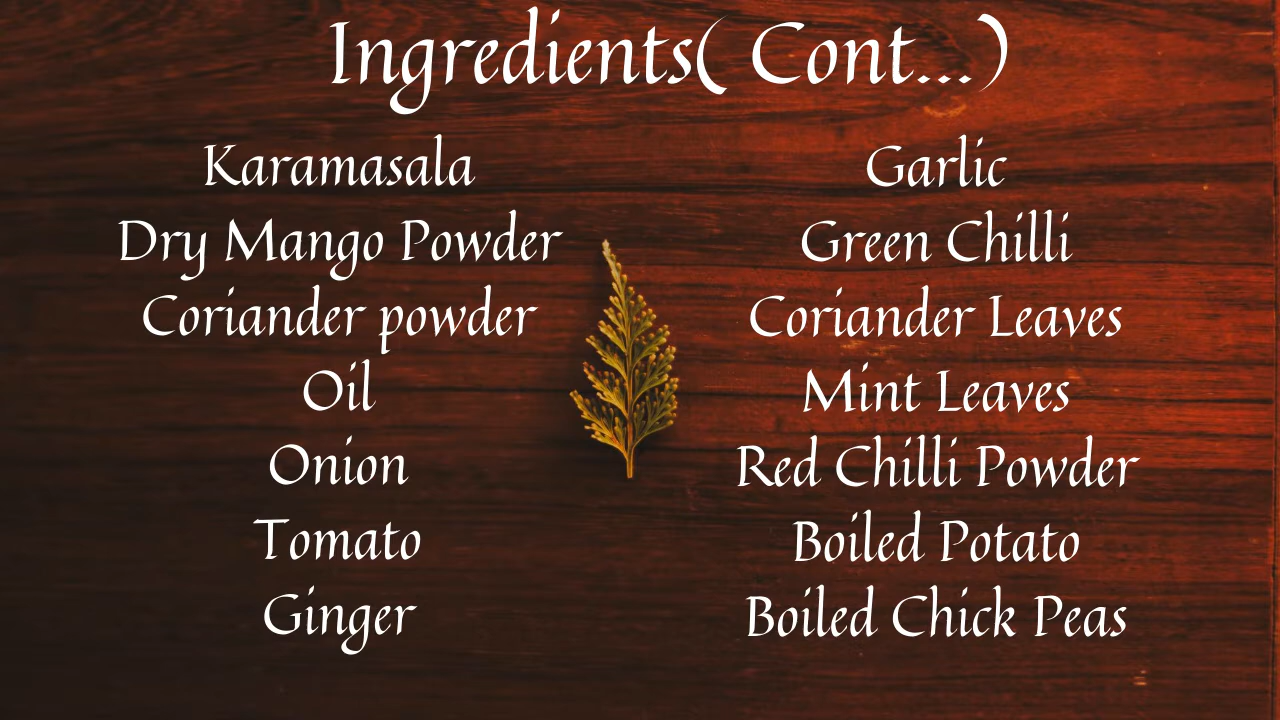 Ingredients( Cont...)
Karamasala
Dry Mango Powder
Coriander powder
Oil
Onion
Tomato
Ginger
Garlic
Green Chilli
Coriander Leaves
Mint Leaves
Red Chilli Powder
Boiled Potato
Boiled Chick Peas